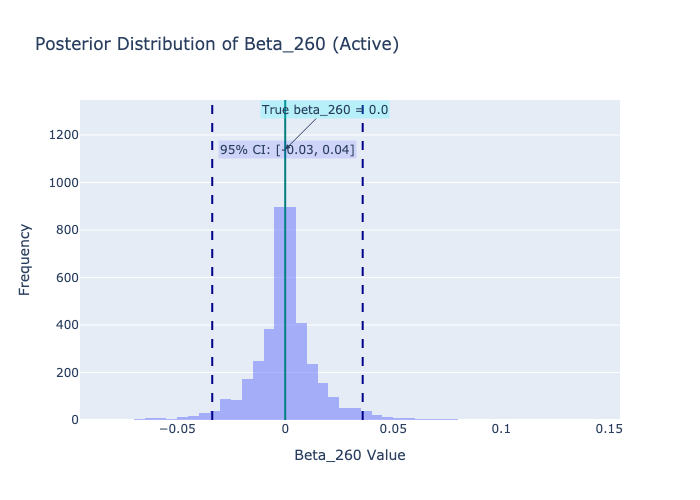 Posterior Distribution of Beta_260 (Active)
True beta_260 = 0.0
95% CI: [-0.03, 0.04]
1200
1000
800
600
400
200
0
Frequency
−0.05
0
0.05
0.1
0.15
Beta_260 Value